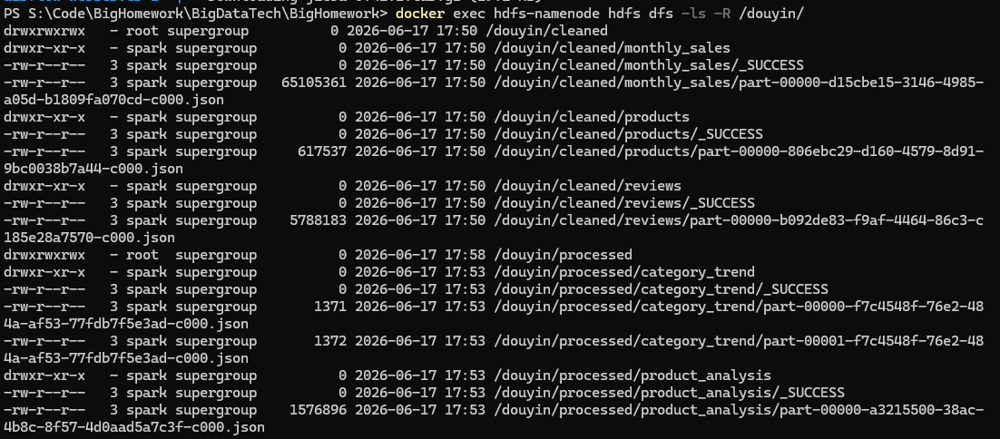 PS S:\Code\BigHomework\BigDataTech\BigHomework> docker exec hdfs-namenode hdfs dfs -ls -R /douyin/
drwxrwxrwx   - root supergroup          0 2026-06-17 17:50 /douyin/cleaned
drwxr-xr-x   - spark supergroup          0 2026-06-17 17:50 /douyin/cleaned/monthly_sales
-rw-r--r--   3 spark supergroup          0 2026-06-17 17:50 /douyin/cleaned/monthly_sales/_SUCCESS
-rw-r--r--   3 spark supergroup   65105361 2026-06-17 17:50 /douyin/cleaned/monthly_sales/part-00000-d15cbe15-3146-4985-
a05d-b1809fa070cd-c000.json
drwxr-xr-x   - spark supergroup          0 2026-06-17 17:50 /douyin/cleaned/products
-rw-r--r--   3 spark supergroup          0 2026-06-17 17:50 /douyin/cleaned/products/_SUCCESS
-rw-r--r--   3 spark supergroup     617537 2026-06-17 17:50 /douyin/cleaned/products/part-00000-806ebc29-d160-4579-8d91-
9bc0038b7a44-c000.json
drwxr-xr-x   - spark supergroup          0 2026-06-17 17:50 /douyin/cleaned/reviews
-rw-r--r--   3 spark supergroup          0 2026-06-17 17:50 /douyin/cleaned/reviews/_SUCCESS
-rw-r--r--   3 spark supergroup    5788183 2026-06-17 17:50 /douyin/cleaned/reviews/part-00000-b092de83-f9af-4464-86c3-c
185e28a7570-c000.json
drwxrwxrwx   - root  supergroup          0 2026-06-17 17:58 /douyin/processed
drwxr-xr-x   - spark supergroup          0 2026-06-17 17:53 /douyin/processed/category_trend
-rw-r--r--   3 spark supergroup          0 2026-06-17 17:53 /douyin/processed/category_trend/_SUCCESS
-rw-r--r--   3 spark supergroup       1371 2026-06-17 17:53 /douyin/processed/category_trend/part-00000-f7c4548f-76e2-48
4a-af53-77fdb7f5e3ad-c000.json
-rw-r--r--   3 spark supergroup       1372 2026-06-17 17:53 /douyin/processed/category_trend/part-00001-f7c4548f-76e2-48
4a-af53-77fdb7f5e3ad-c000.json
drwxr-xr-x   - spark supergroup          0 2026-06-17 17:53 /douyin/processed/product_analysis
-rw-r--r--   3 spark supergroup          0 2026-06-17 17:53 /douyin/processed/product_analysis/_SUCCESS
-rw-r--r--   3 spark supergroup    1576896 2026-06-17 17:53 /douyin/processed/product_analysis/part-00000-a3215500-38ac-
4b8c-8f57-4d0aad5a7c3f-c000.json